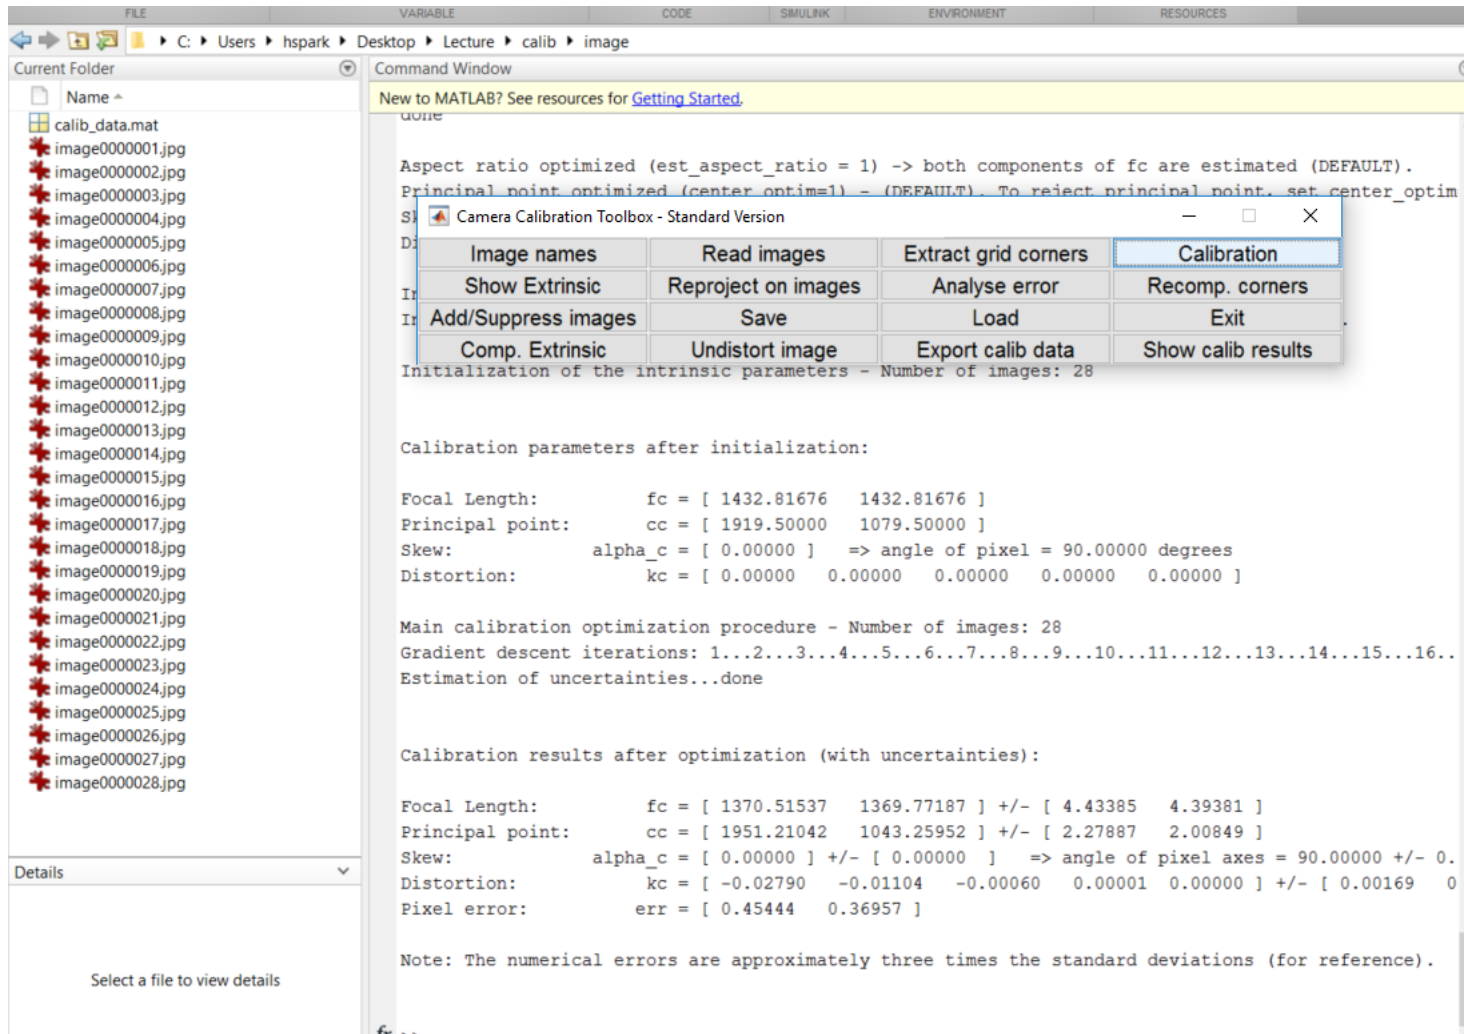 FILE VARIABLE CODE SIMULINK ENVIRONMENT RESOURCES
C: Users hspark Desktop Lecture calib image
Current Folder
Name
calib_data.mat
image0000001.jpg
image0000002.jpg
image0000003.jpg
image0000004.jpg
image0000005.jpg
image0000006.jpg
image0000007.jpg
image0000008.jpg
image0000009.jpg
image0000010.jpg
image0000011.jpg
image0000012.jpg
image0000013.jpg
image0000014.jpg
image0000015.jpg
image0000016.jpg
image0000017.jpg
image0000018.jpg
image0000019.jpg
image0000020.jpg
image0000021.jpg
image0000022.jpg
image0000023.jpg
image0000024.jpg
image0000025.jpg
image0000026.jpg
image0000027.jpg
image0000028.jpg
Details
Select a file to view details
Command Window
New to MATLAB? See resources for Getting Started.
done
Aspect ratio optimized (est_aspect_ratio = 1) -> both components of fc are estimated (DEFAULT).
Principal point optimized (center_optim=1) - (DEFAULT). To reject principal point, set center_optim
Camera Calibration Toolbox - Standard Version
Image names Read images Extract grid corners Calibration
Show Extrinsic Reproject on images Analyse error Recomp. corners
Add/Suppress images Save Load Exit
Comp. Extrinsic Undistort image Export calib data Show calib results
Initialization of the intrinsic parameters - Number of images: 28
Calibration parameters after initialization:
Focal Length: fc = [ 1432.81676 1432.81676 ]
Principal point: cc = [ 1919.50000 1079.50000 ]
Skew: alpha_c = [ 0.00000 ] => angle of pixel = 90.00000 degrees
Distortion: kc = [ 0.00000 0.00000 0.00000 0.00000 0.00000 ]
Main calibration optimization procedure - Number of images: 28
Gradient descent iterations: 1...2...3...4...5...6...7...8...9...10...11...12...13...14...15...16..
Estimation of uncertainties...done
Calibration results after optimization (with uncertainties):
Focal Length: fc = [ 1370.51537 1369.77187 ] +/- [ 4.43385 4.39381 ]
Principal point: cc = [ 1951.21042 1043.25952 ] +/- [ 2.27887 2.00849 ]
Skew: alpha_c = [ 0.00000 ] +/- [ 0.00000 ] => angle of pixel axes = 90.00000 +/- 0.
Distortion: kc = [ -0.02790 -0.01104 -0.00060 0.00001 0.00000 ] +/- [ 0.00169 0
Pixel error: err = [ 0.45444 0.36957 ]
Note: The numerical errors are approximately three times the standard deviations (for reference).
fx >>